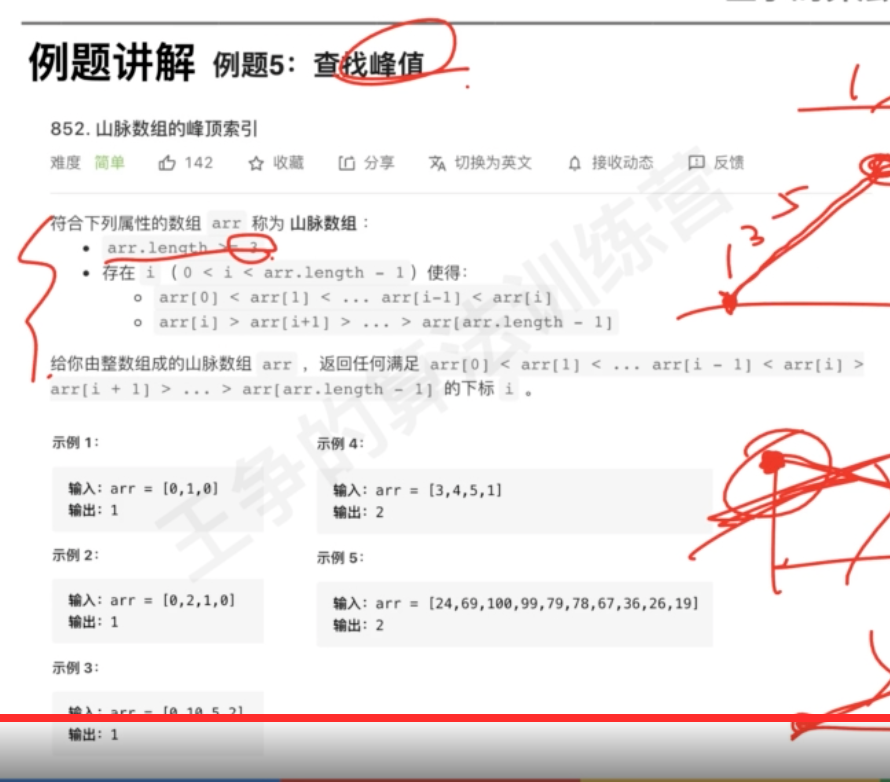 例题讲解 例题5：查找峰值
1
852. 山脉数组的峰顶索引
难度 简单 142 收藏 分享 切换为英文 接收动态 反馈
符合下列属性的数组 arr 称为 山脉数组：
arr.length >= 3
存在 i (0 < i < arr.length - 1) 使得：
arr[0] < arr[1] < ... arr[i-1] < arr[i]
arr[i] > arr[i+1] > ... > arr[arr.length - 1]
1 3 5
给你由整数组成的山脉数组 arr ，返回任何满足 arr[0] < arr[1] < ... arr[i - 1] < arr[i] >
arr[i + 1] > ... > arr[arr.length - 1] 的下标 i 。
示例 1：
输入：arr = [0,1,0]
输出：1
示例 2：
输入：arr = [0,2,1,0]
输出：1
示例 3：
输入：arr = [0,10,5,2]
输出：1
示例 4：
输入：arr = [3,4,5,1]
输出：2
示例 5：
输入：arr = [24,69,100,99,79,78,67,36,26,19]
输出：2
王争的算法训练营